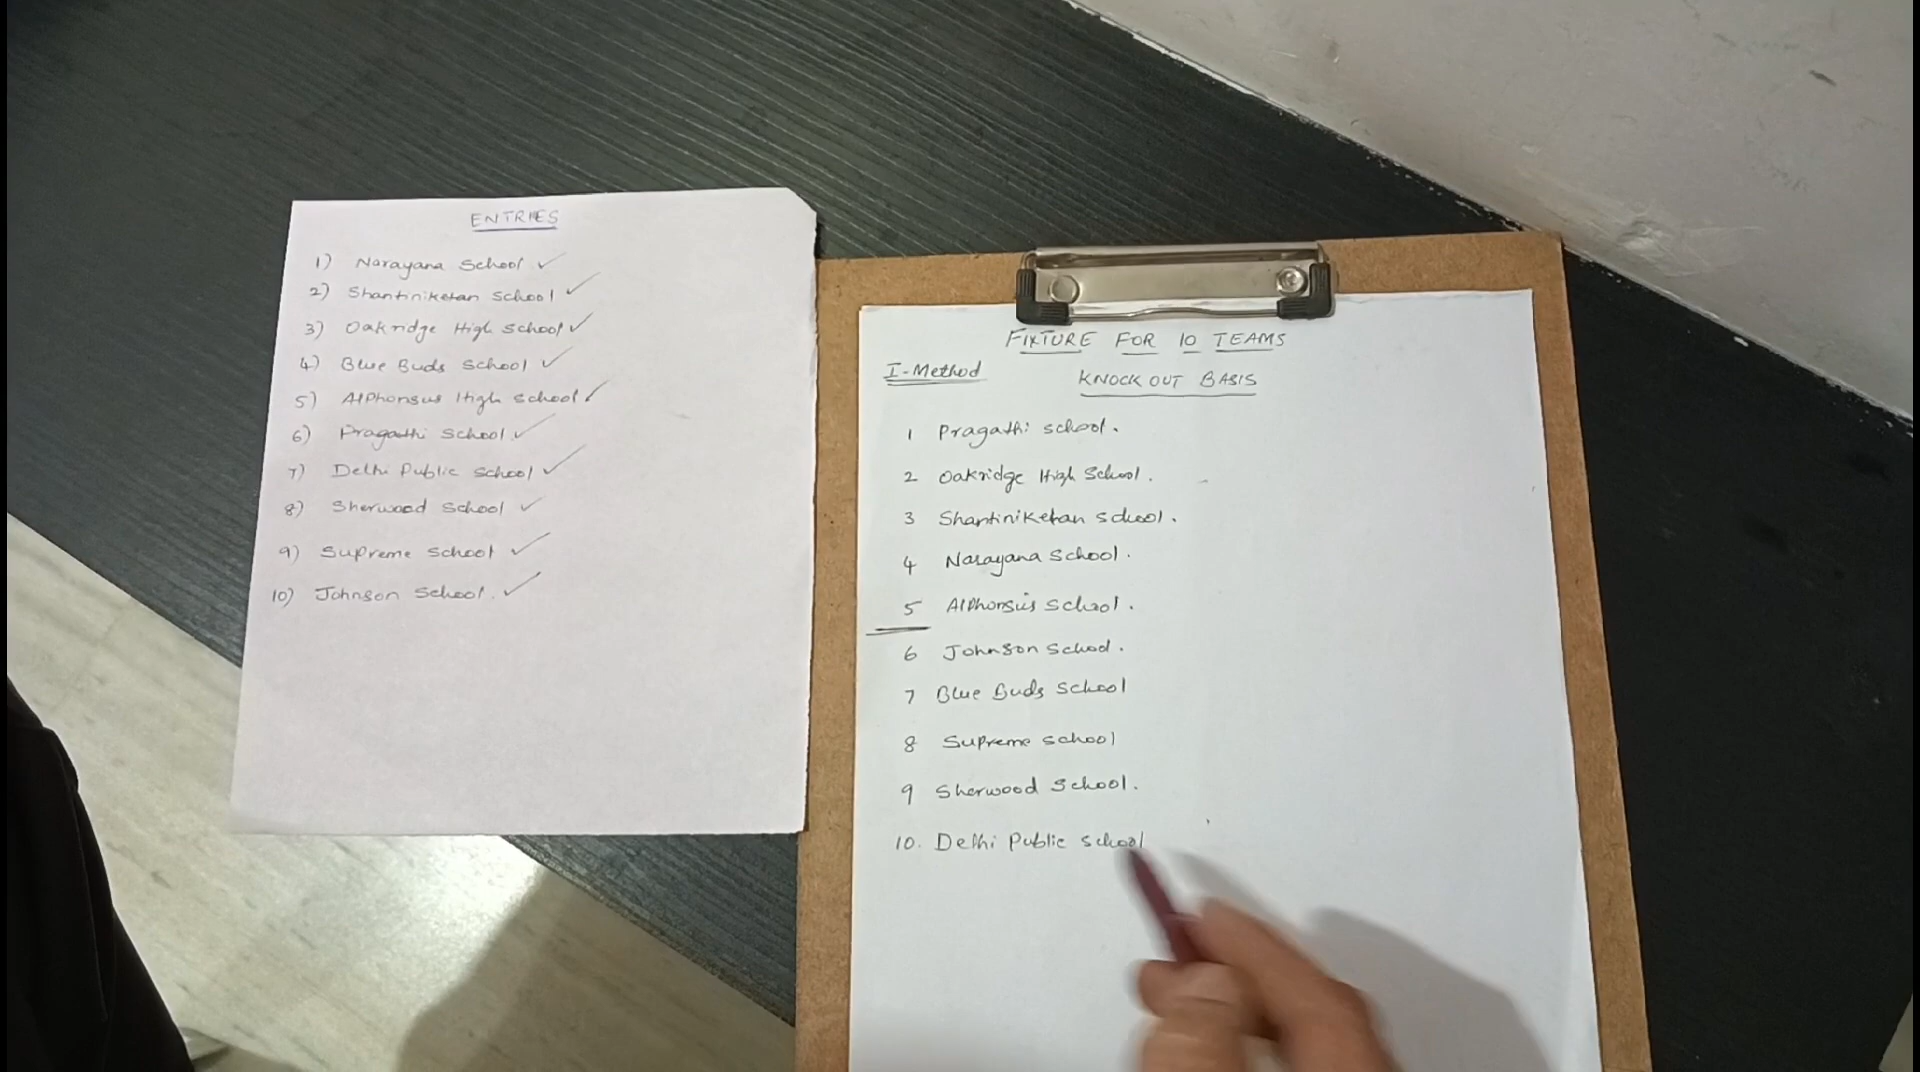 ENTRIES
1) Narayana School ✓
2) Shantiniketan School ✓
3) Oakridge High School ✓
4) Blue Buds School ✓
5) Alphonsus High School ✓
6) Pragathi School ✓
7) Delhi Public School ✓
8) Sherwood School ✓
9) Supreme School ✓
10) Johnson School. ✓
FIXTURE FOR 10 TEAMS
I-Method
KNOCK OUT BASIS
1 Pragathi School.
2 Oakridge High School.
3 Shantiniketan School.
4 Narayana School.
5 Alphonsus School.
6 Johnson School.
7 Blue Buds School
8 Supreme School
9 Sherwood School.
10. Delhi Public School